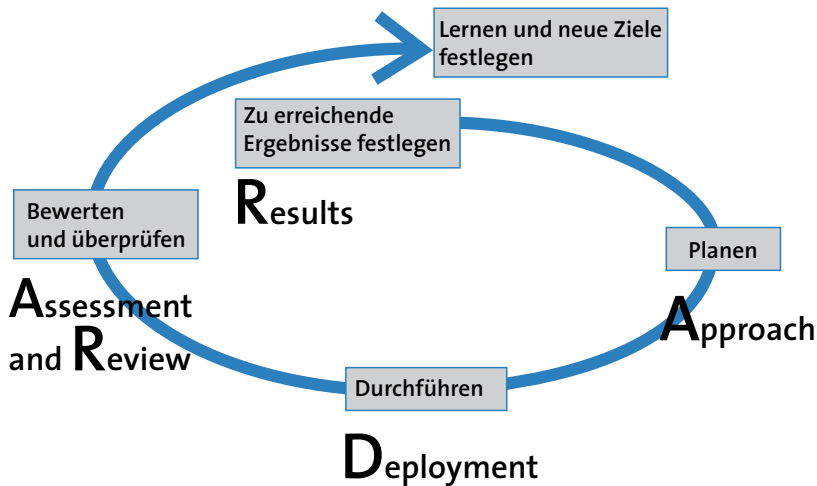 Lernen und neue Ziele
festlegen
Zu erreichende
Ergebnisse festlegen
Results
Planen
Approach
Durchführen
Deployment
Bewerten
und überprüfen
Assessment
and Review